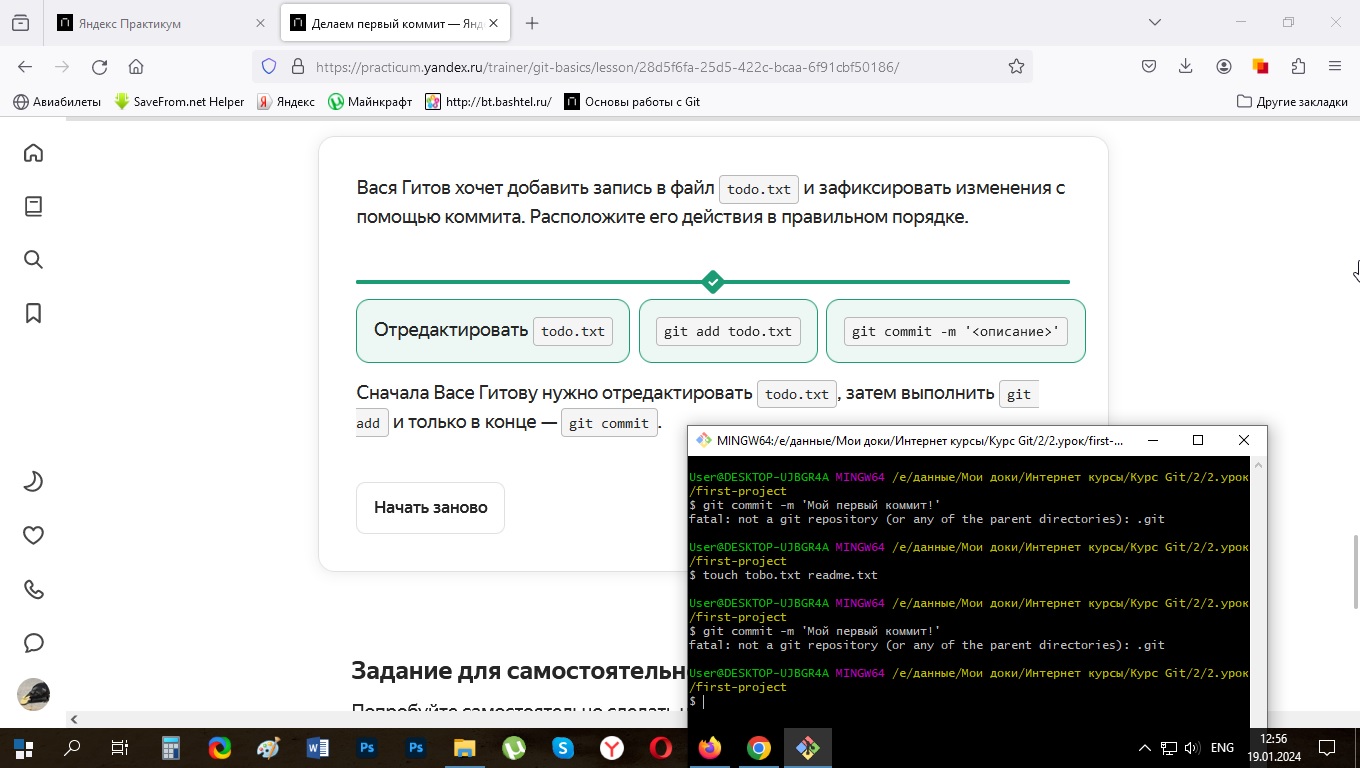 Яндекс Практикум
Делаем первый коммит — Янд
https://practicum.yandex.ru/trainer/git-basics/lesson/28d5f6fa-25d5-422c-bcaa-6f91cbf50186/
Авиабилеты
SaveFrom.net Helper
Яндекс
Майнкрафт
http://bt.bashtel.ru/
Основы работы с Git
Другие закладки
Вася Гитов хочет добавить запись в файл todo.txt и зафиксировать изменения с
помощью коммита. Расположите его действия в правильном порядке.
Отредактировать todo.txt
git add todo.txt
git commit -m '<описание>'
Сначала Васе Гитову нужно отредактировать todo.txt, затем выполнить git
add и только в конце — git commit.
Начать заново
Задание для самостоятельн
MINGW64:/e/данные/Мои доки/Интернет курсы/Курс Git/2/2.урок/first-...
User@DESKTOP-UJBGR4A MINGW64 /e/данные/Мои доки/Интернет курсы/Курс Git/2/2.урок
/first-project
$ git commit -m 'Мой первый коммит!'
fatal: not a git repository (or any of the parent directories): .git
User@DESKTOP-UJBGR4A MINGW64 /e/данные/Мои доки/Интернет курсы/Курс Git/2/2.урок
/first-project
$ touch tobo.txt readme.txt
User@DESKTOP-UJBGR4A MINGW64 /e/данные/Мои доки/Интернет курсы/Курс Git/2/2.урок
/first-project
$ git commit -m 'Мой первый коммит!'
fatal: not a git repository (or any of the parent directories): .git
User@DESKTOP-UJBGR4A MINGW64 /e/данные/Мои доки/Интернет курсы/Курс Git/2/2.урок
/first-project
$
Попробуйте самостоятельно сделать
Ps
Ps
ENG
12:56
19.01.2024